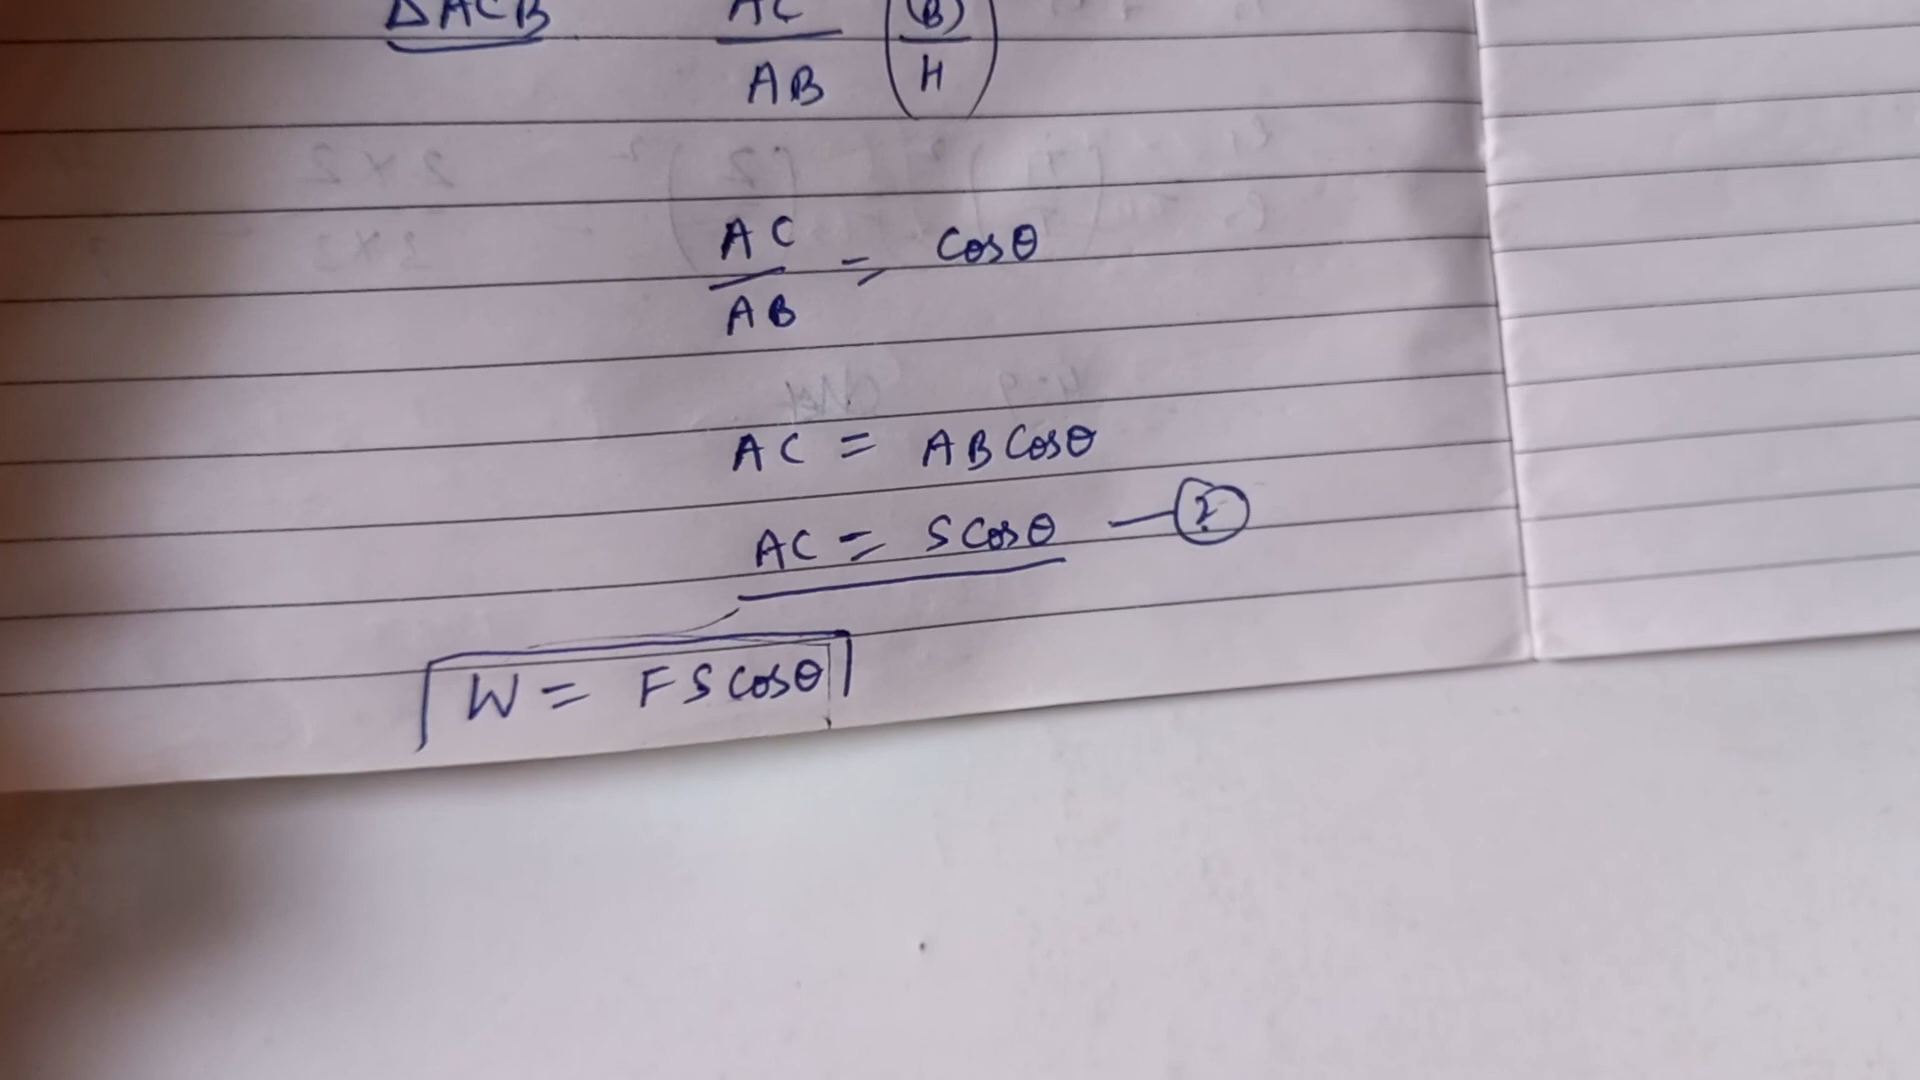 ΔACB AC/AB (B/H)
AC/AB = Cosθ
AC = AB Cosθ
AC = S Cosθ — 2
W = F S Cosθ